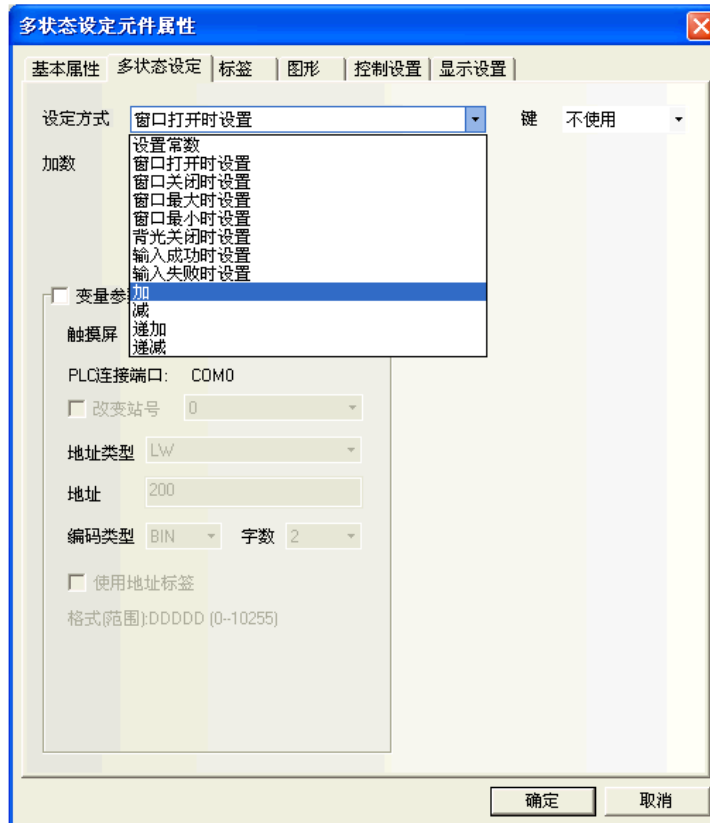 多状态设定元件属性
基本属性 多状态设定 标签 图形 控制设置 显示设置
设定方式 窗口打开时设置 键 不使用
加数
设置常数
窗口打开时设置
窗口关闭时设置
窗口最大时设置
窗口最小时设置
背光关闭时设置
输入成功时设置
输入失败时设置
加
减
递加
递减
变量参
触摸屏
PLC连接端口: COM0
改变站号 0
地址类型 LW
地址 200
编码类型 BIN 字数 2
使用地址标签
格式(范围):DDDDD (0--10255)
确定 取消